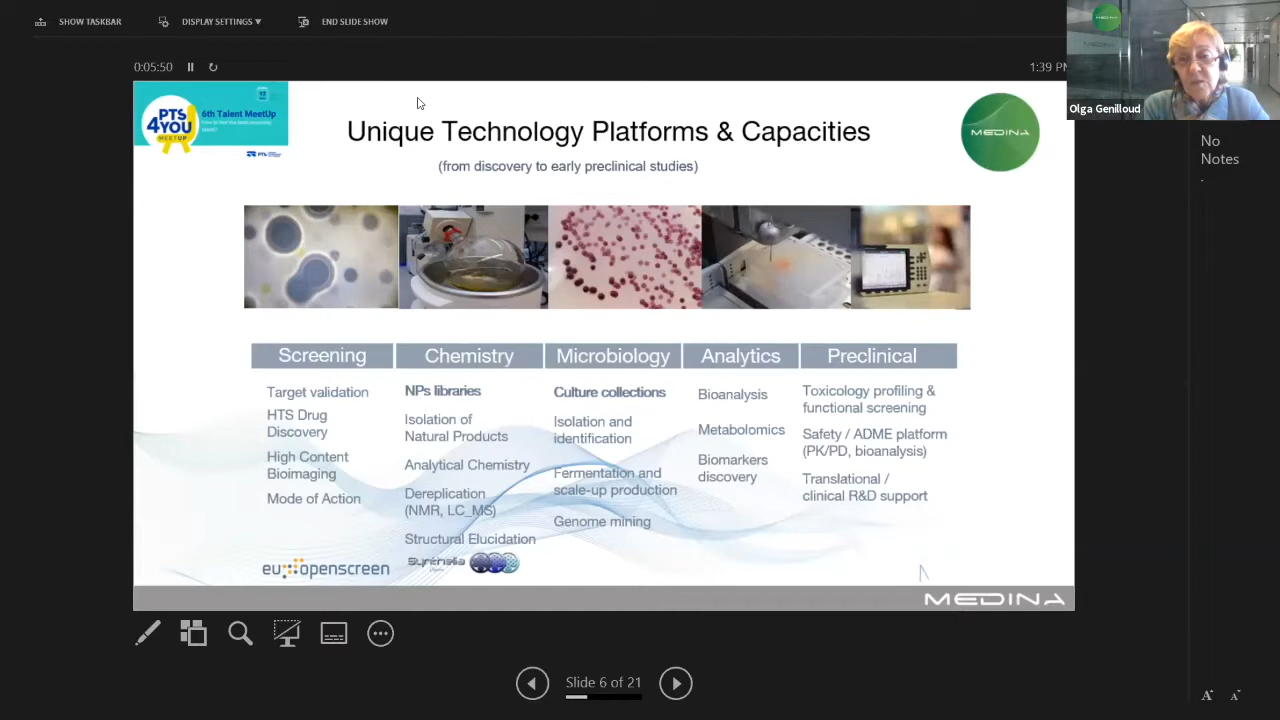 SHOW TASKBAR
DISPLAY SETTINGS ▼
END SLIDE SHOW
0:05:50
1:39 PM
MEDINA
Olga Genilloud
No
Notes
PTS
4YOU
MEETUP
6th Talent MeetUp
Unique Technology Platforms & Capacities
(from discovery to early preclinical studies)
MEDINA
Screening
Target validation
HTS Drug
Discovery
High Content
Bioimaging
Mode of Action
Chemistry
NPs libraries
Isolation of
Natural Products
Analytical Chemistry
Dereplication
(NMR, LC_MS)
Structural Elucidation
Microbiology
Culture collections
Isolation and
identification
Fermentation and
scale-up production
Genome mining
Analytics
Bioanalysis
Metabolomics
Biomarkers
discovery
Preclinical
Toxicology profiling &
functional screening
Safety / ADME platform
(PK/PD, bioanalysis)
Translational /
clinical R&D support
eu openscreen
MEDINA
Slide 6 of 21
A
A